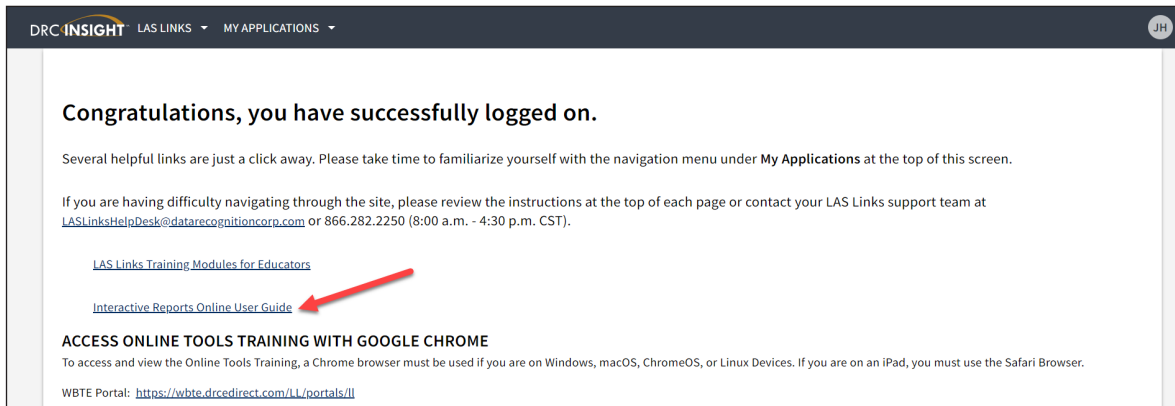 DRC INSIGHT LAS LINKS MY APPLICATIONS JH
Congratulations, you have successfully logged on.
Several helpful links are just a click away. Please take time to familiarize yourself with the navigation menu under My Applications at the top of this screen.
If you are having difficulty navigating through the site, please review the instructions at the top of each page or contact your LAS Links support team at
LASLinksHelpDesk@datarecognitioncorp.com or 866.282.2250 (8:00 a.m. - 4:30 p.m. CST).
LAS Links Training Modules for Educators
Interactive Reports Online User Guide
ACCESS ONLINE TOOLS TRAINING WITH GOOGLE CHROME
To access and view the Online Tools Training, a Chrome browser must be used if you are on Windows, macOS, ChromeOS, or Linux Devices. If you are on an iPad, you must use the Safari Browser.
WBTE Portal: https://wbte.drcedirect.com/LL/portals/ll